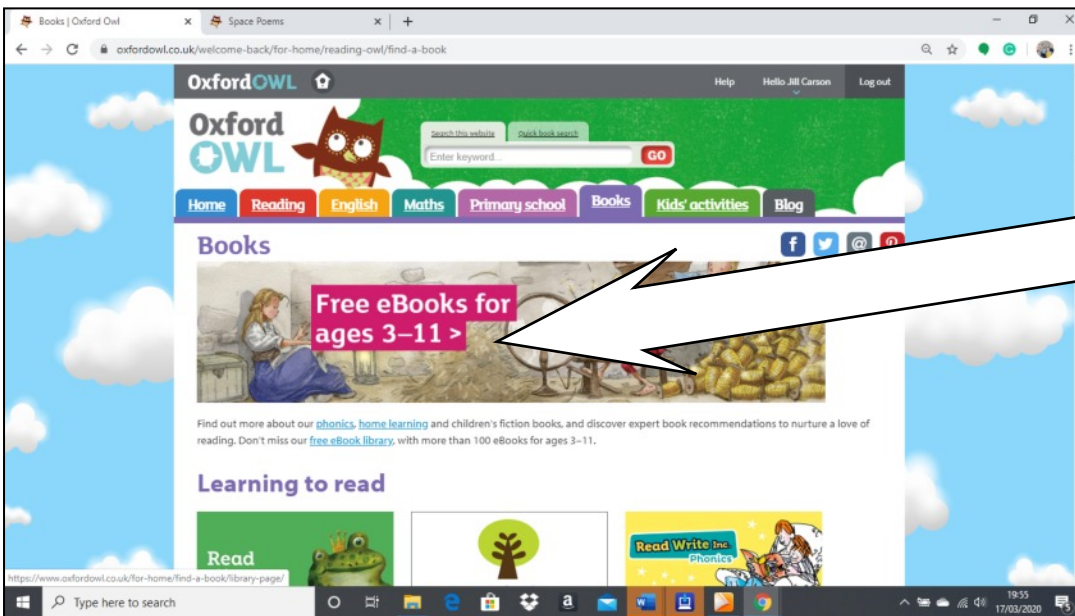 Books | Oxford Owl
Space Poems
oxfordowl.co.uk/welcome-back/for-home/reading-owl/find-a-book
OxfordOWL
Help
Hello Jill Carson
Log out
Oxford
OWL
Search this website
Quick book search
Enter keyword...
GO
Home
Reading
English
Maths
Primary school
Books
Kids' activities
Blog
Books
Free eBooks for
ages 3–11 >
Find out more about our phonics, home learning and children's fiction books, and discover expert book recommendations to nurture a love of
reading. Don't miss our free eBook library, with more than 100 eBooks for ages 3–11.
Learning to read
Read
Read Write Inc.
Phonics
https://www.oxfordowl.co.uk/for-home/find-a-book/library-page/
Type here to search
19:55
17/03/2020